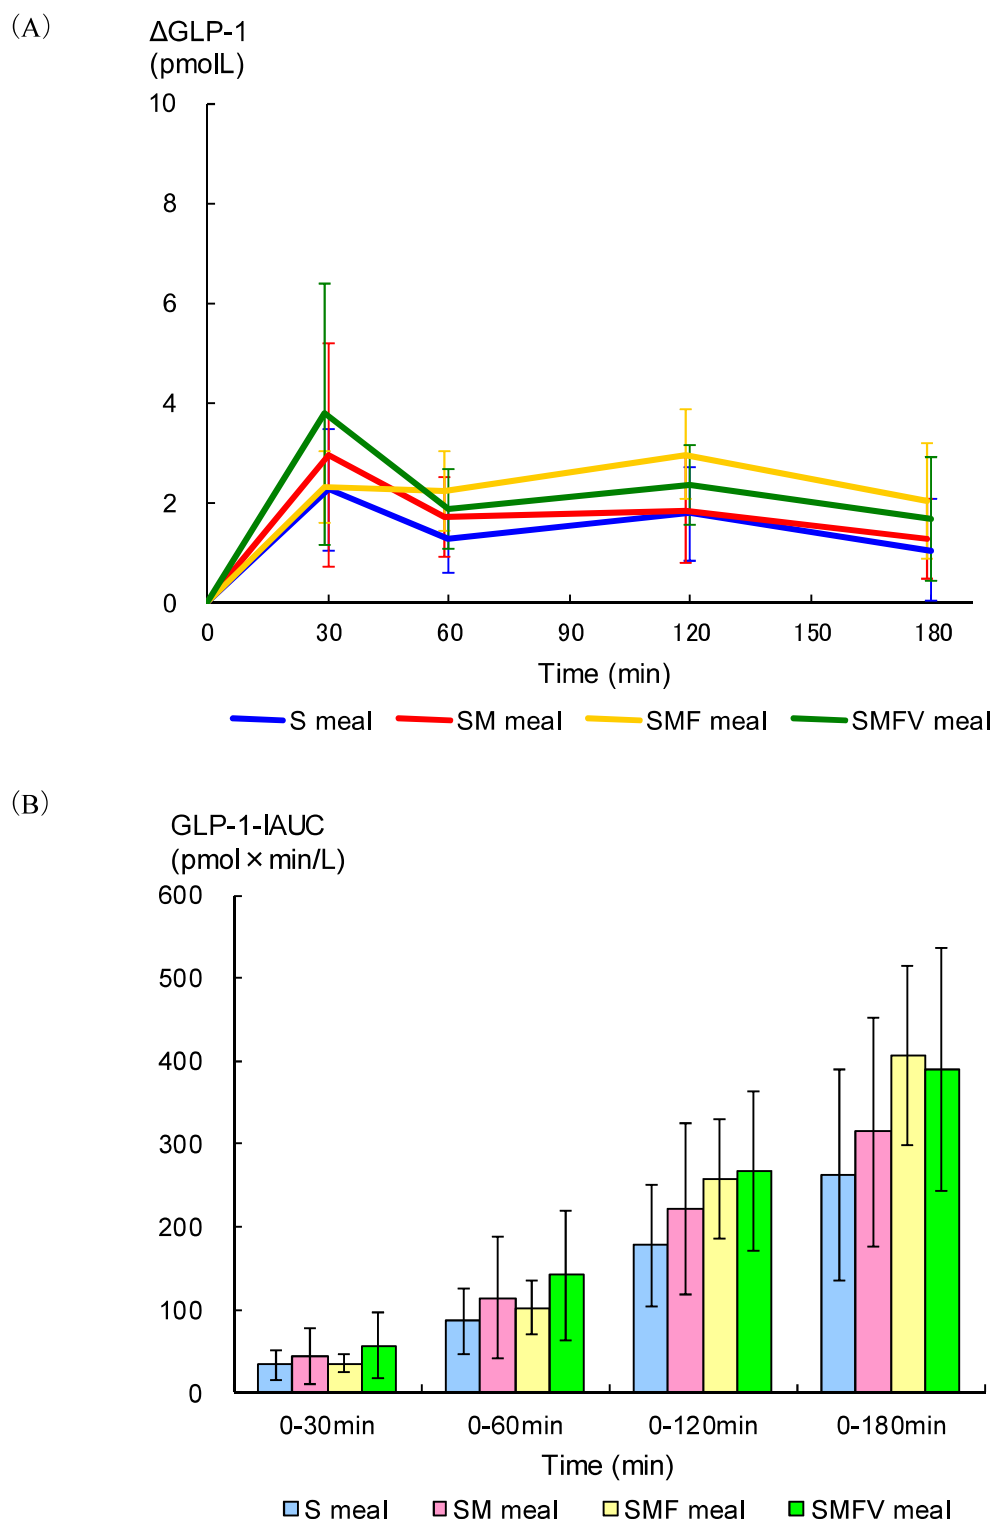 (A)
ΔGLP-1
(pmolL)
10
8
6
4
2
0
0 30 60 90 120 150 180
Time (min)
S meal SM meal SMF meal SMFV meal
(B)
GLP-1-IAUC
(pmol×min/L)
600
500
400
300
200
100
0
0-30min 0-60min 0-120min 0-180min
Time (min)
S meal SM meal SMF meal SMFV meal